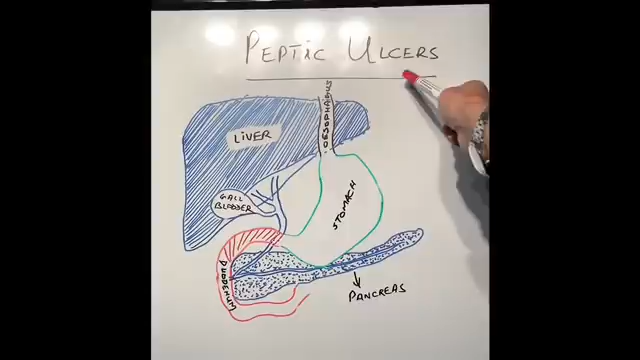 PEPTIC ULCERS
OESOPHAGUS
LIVER
GALL
BLADDER
STOMACH
DUODENUM
PANCREAS